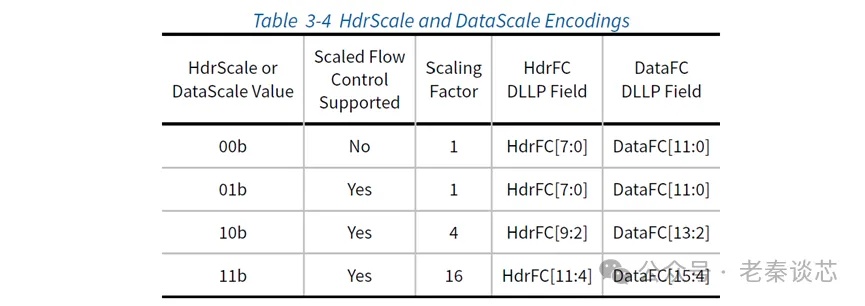 Table 3-4 HdrScale and DataScale Encodings
HdrScale or DataScale Value Scaled Flow Control Supported Scaling Factor HdrFC DLLP Field DataFC DLLP Field
00b No 1 HdrFC[7:0] DataFC[11:0]
01b Yes 1 HdrFC[7:0] DataFC[11:0]
10b Yes 4 HdrFC[9:2] DataFC[13:2]
11b Yes 16 HdrFC[11:4] DataFC[15:4]
公众号 · 老秦谈芯